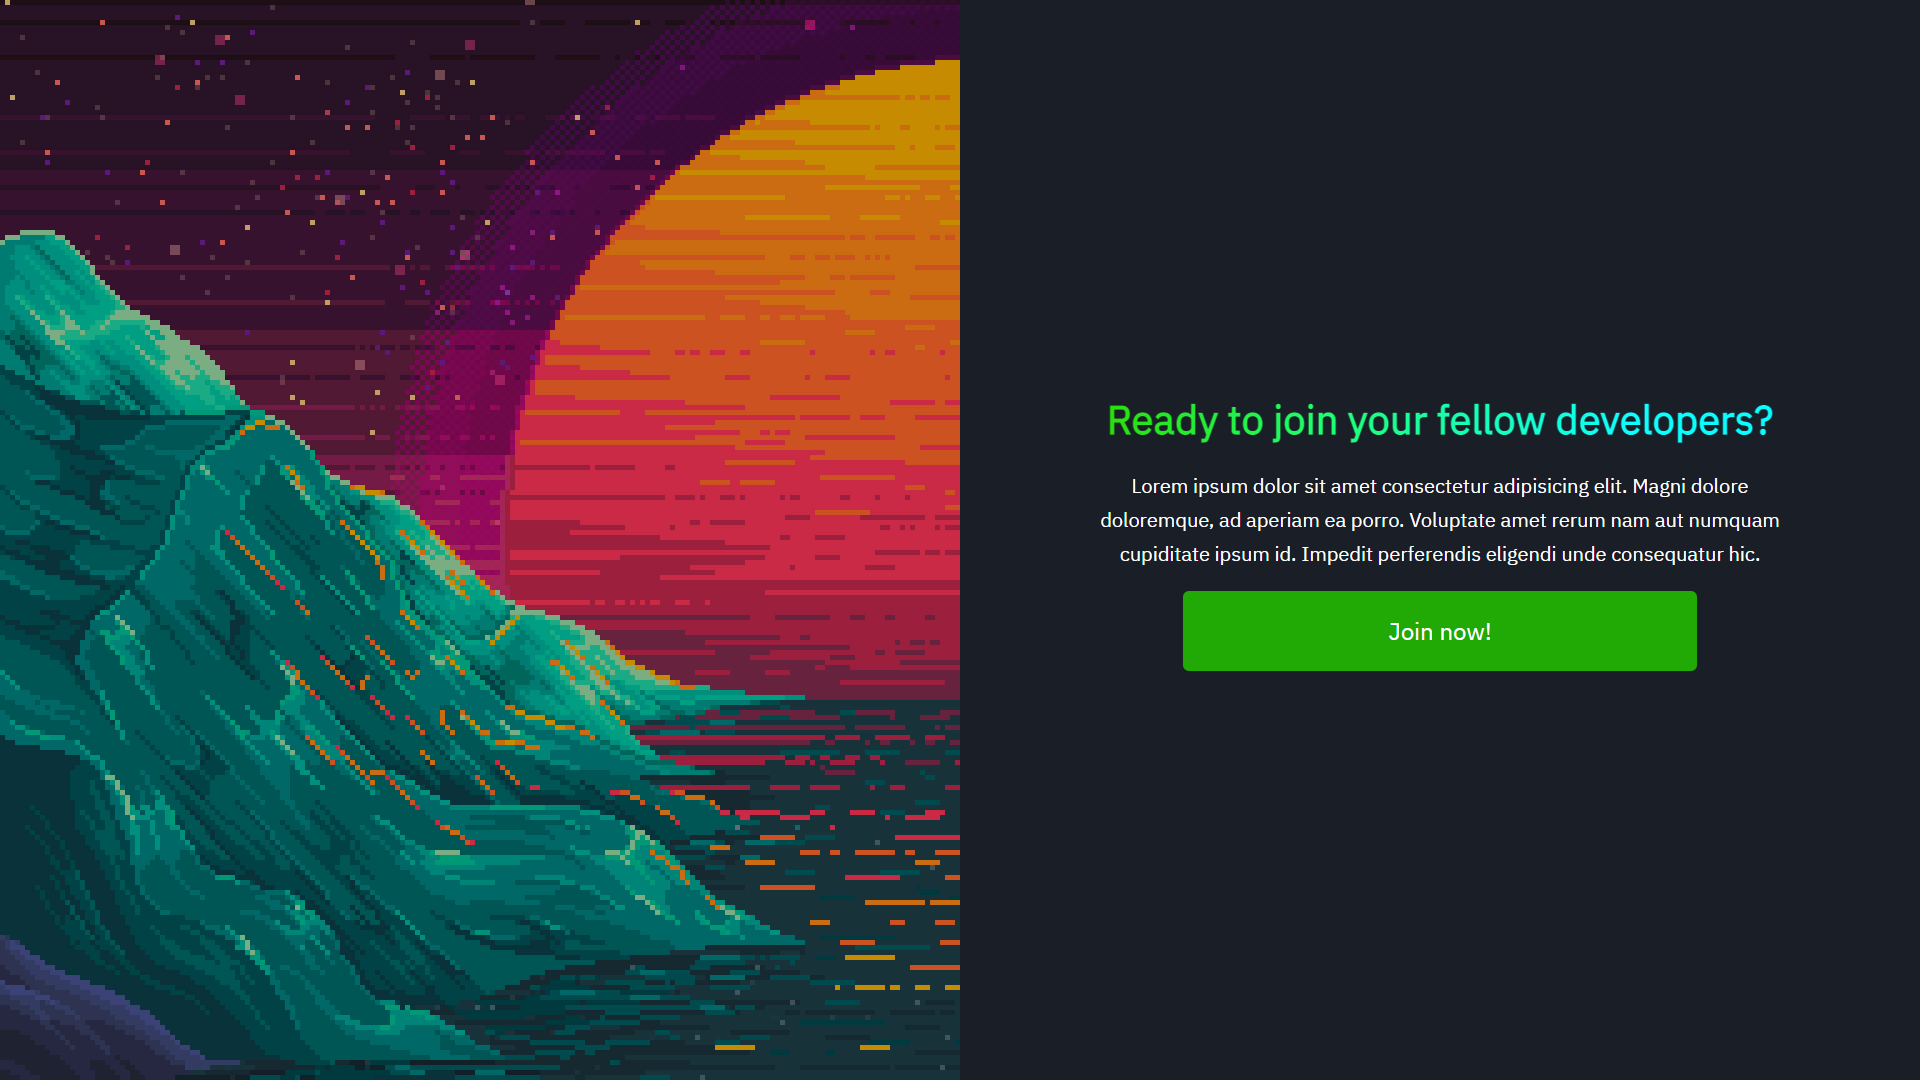 Ready to join your fellow developers?
Lorem ipsum dolor sit amet consectetur adipisicing elit. Magni dolore
doloremque, ad aperiam ea porro. Voluptate amet rerum nam aut numquam
cupiditate ipsum id. Impedit perferendis eligendi unde consequatur hic.
Join now!